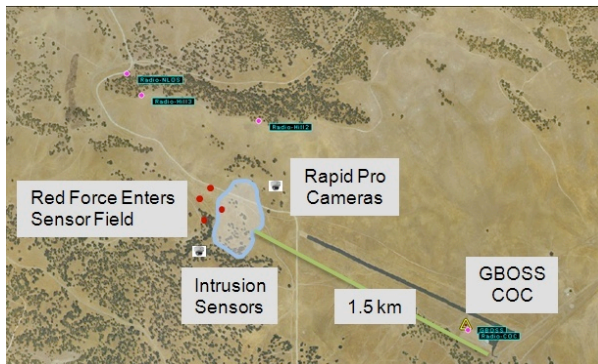 Radio-NLOS
Radio-Hill3
Radio-Hill2
Rapid Pro
Cameras
Red Force Enters
Sensor Field
Intrusion
Sensors
1.5 km
GBOSS
COC
GBOSS
Radio-COC